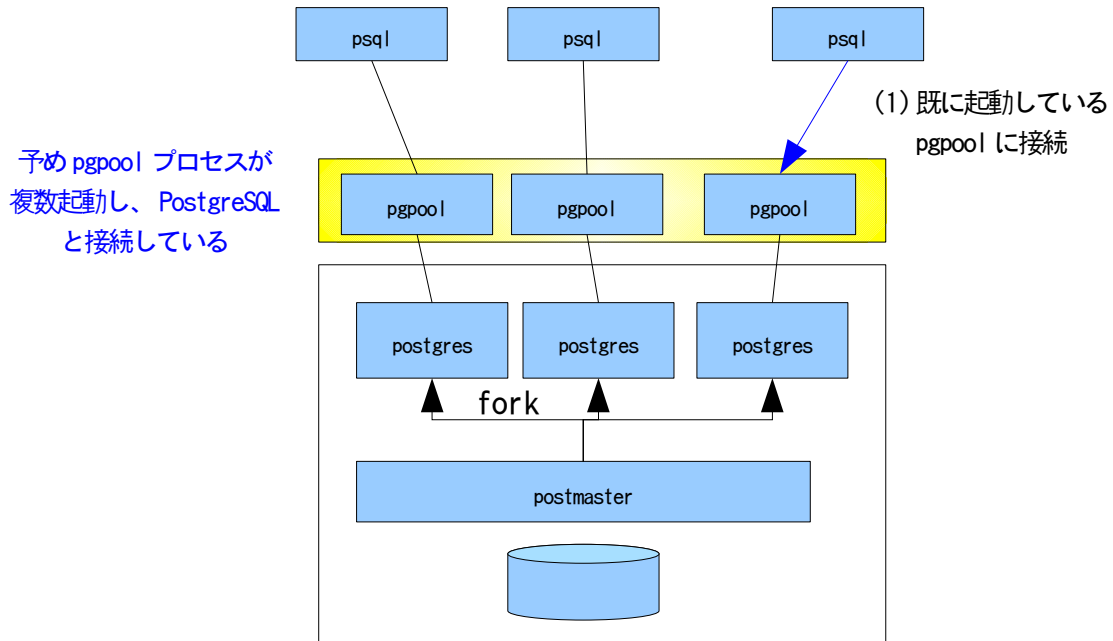 psql
psql
psql
(1) 既に起動している
pgpool に接続
予め pgpool プロセスが
複数起動し、PostgreSQL
と接続している
pgpool
pgpool
pgpool
postgres
postgres
postgres
fork
postmaster